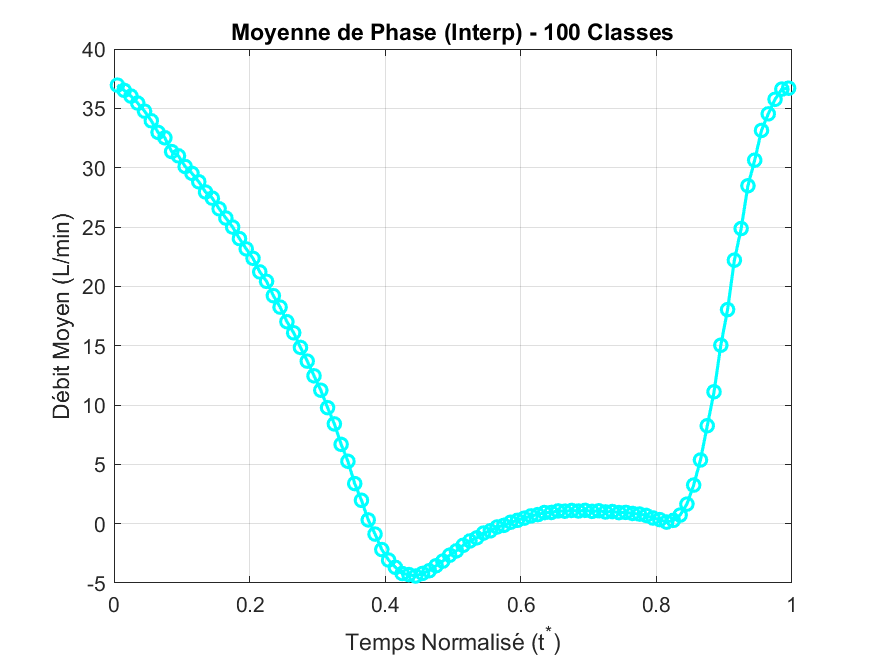 Moyenne de Phase (Interp) - 100 Classes
40
35
30
25
20
15
10
5
0
-5
Débit Moyen (L/min)
0 0.2 0.4 0.6 0.8 1
Temps Normalisé (t*)